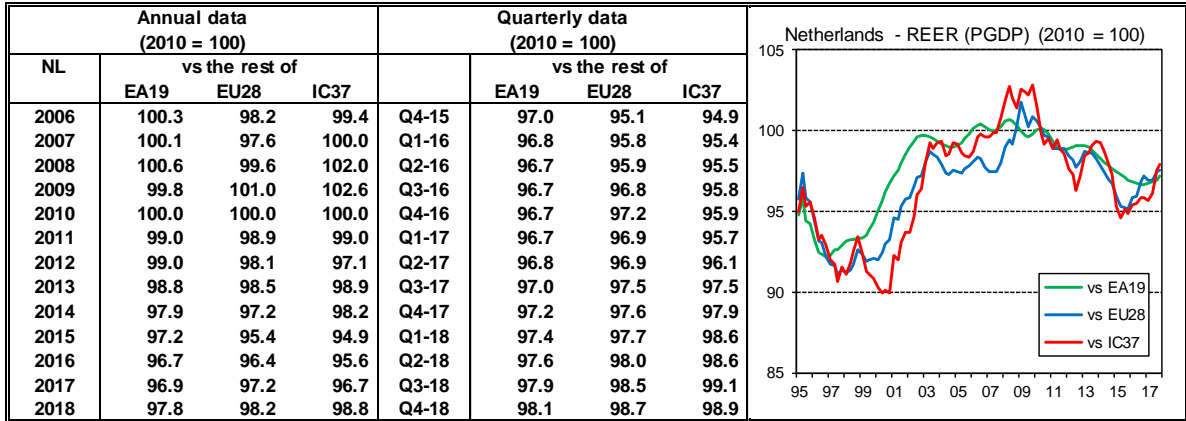 Annual data Quarterly data
(2010 = 100) (2010 = 100)
NL vs the rest of vs the rest of
EA19 EU28 IC37 EA19 EU28 IC37
2006 100.3 98.2 99.4 Q4-15 97.0 95.1 94.9
2007 100.1 97.6 100.0 Q1-16 96.8 95.8 95.4
2008 100.6 99.6 102.0 Q2-16 96.7 95.9 95.5
2009 99.8 101.0 102.6 Q3-16 96.7 96.8 95.8
2010 100.0 100.0 100.0 Q4-16 96.7 97.2 95.9
2011 99.0 98.9 99.0 Q1-17 96.7 96.9 95.7
2012 99.0 98.1 97.1 Q2-17 96.8 96.9 96.1
2013 98.8 98.5 98.9 Q3-17 97.0 97.5 97.5
2014 97.9 97.2 98.2 Q4-17 97.2 97.6 97.9
2015 97.2 95.4 94.9 Q1-18 97.4 97.7 98.6
2016 96.7 96.4 95.6 Q2-18 97.6 98.0 98.6
2017 96.9 97.2 96.7 Q3-18 97.9 98.5 99.1
2018 97.8 98.2 98.8 Q4-18 98.1 98.7 98.9
Netherlands - REER (PGDP) (2010 = 100)
105
100
95
90
85
vs EA19
vs EU28
vs IC37
95 97 99 01 03 05 07 09 11 13 15 17